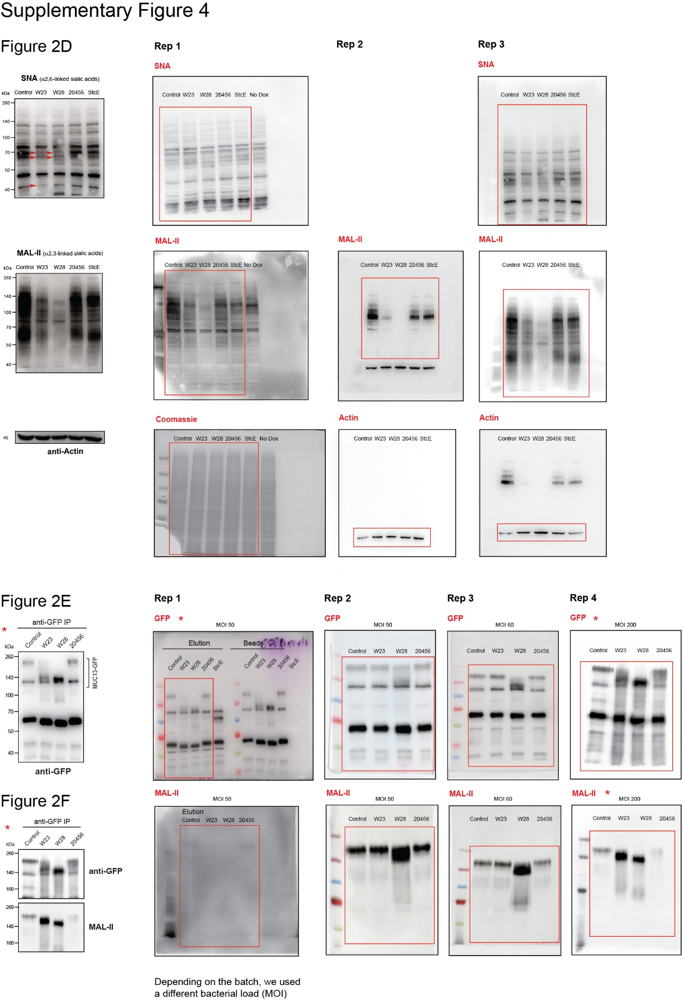 Supplementary Figure 4
Figure 2D
Rep 1
Rep 2
Rep 3
SNA (α2,6-linked sialic acids)
kDa Control W23 W28 20456 StcE
260
140
100
70
50
40
SNA
Control W23 W28 20456 StcE No Dox
SNA
Control W23 W28 20456 StcE
MAL-II (α2,3-linked sialic acids)
kDa Control W23 W28 20456 StcE
260
140
100
70
50
40
MAL-II
Control W23 W28 20456 StcE No Dox
MAL-II
Control W23 W28 20456 StcE
MAL-II
Control W23 W28 20456 StcE
45
anti-Actin
Coomassie
Control W23 W28 20456 StcE No Dox
Actin
Control W23 W28 20456 StcE
Actin
Control W23 W28 20456 StcE
Figure 2E
Rep 1
Rep 2
Rep 3
Rep 4
* anti-GFP IP
kDa Control W23 W28 20456
260
140
100
70
50
40
MUC13-GFP
anti-GFP
GFP *
MOI 50
Elution
Beads
Control W23 W28 20456 StcE
Control W23 W28 20456 StcE
GFP
MOI 50
Control W23 W28 20456
GFP
MOI 60
Control W23 W28 20456
GFP *
MOI 200
Control W23 W28 20456
Figure 2F
* anti-GFP IP
kDa Control W23 W28 20456
260
140
100
anti-GFP
260
140
100
MAL-II
MAL-II
MOI 50
Elution
Control W23 W28 20456
MAL-II
MOI 50
Control W23 W28 20456
MAL-II
MOI 60
Control W23 W28 20456
MAL-II *
MOI 200
Control W23 W28 20456
Depending on the batch, we used
a different bacterial load (MOI)